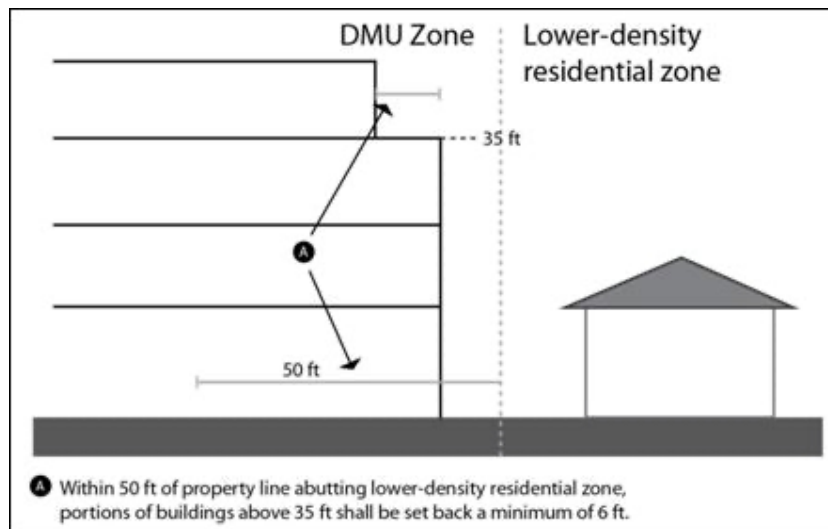 DMU Zone
Lower-density
residential zone
35 ft
A
50 ft
A Within 50 ft of property line abutting lower-density residential zone,
portions of buildings above 35 ft shall be set back a minimum of 6 ft.